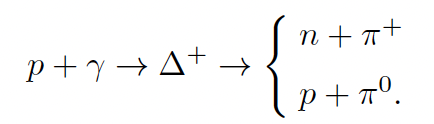 n + π⁺
p + γ → Δ⁺ → {
p + π⁰.